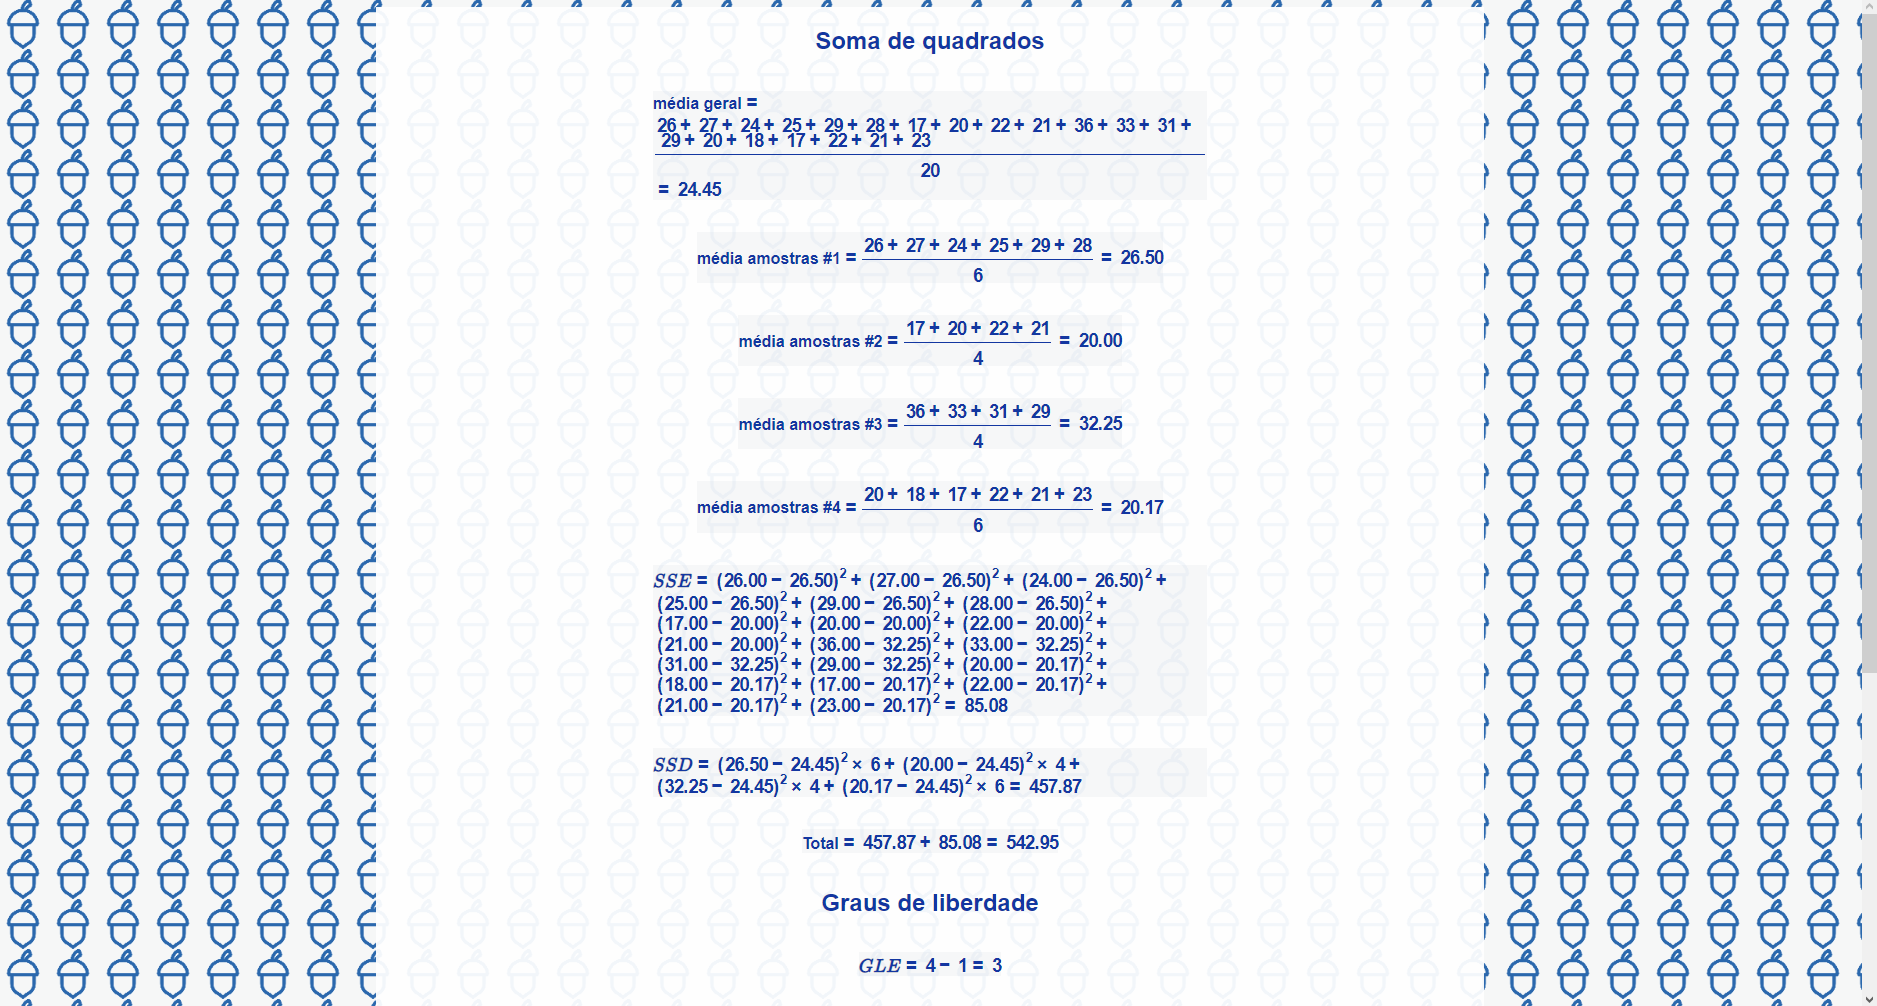 Soma de quadrados
média geral =
26 + 27 + 24 + 25 + 29 + 28 + 17 + 20 + 22 + 21 + 36 + 33 + 31 +
29 + 20 + 18 + 17 + 22 + 21 + 23
20
= 24.45
média amostras #1 = 26 + 27 + 24 + 25 + 29 + 28 / 6 = 26.50
média amostras #2 = 17 + 20 + 22 + 21 / 4 = 20.00
média amostras #3 = 36 + 33 + 31 + 29 / 4 = 32.25
média amostras #4 = 20 + 18 + 17 + 22 + 21 + 23 / 6 = 20.17
SSE = (26.00 − 26.50)² + (27.00 − 26.50)² + (24.00 − 26.50)² +
(25.00 − 26.50)² + (29.00 − 26.50)² + (28.00 − 26.50)² +
(17.00 − 20.00)² + (20.00 − 20.00)² + (22.00 − 20.00)² +
(21.00 − 20.00)² + (36.00 − 32.25)² + (33.00 − 32.25)² +
(31.00 − 32.25)² + (29.00 − 32.25)² + (20.00 − 20.17)² +
(18.00 − 20.17)² + (17.00 − 20.17)² + (22.00 − 20.17)² +
(21.00 − 20.17)² + (23.00 − 20.17)² = 85.08
SSD = (26.50 − 24.45)² × 6 + (20.00 − 24.45)² × 4 +
(32.25 − 24.45)² × 4 + (20.17 − 24.45)² × 6 = 457.87
Total = 457.87 + 85.08 = 542.95
Graus de liberdade
GLE = 4 − 1 = 3